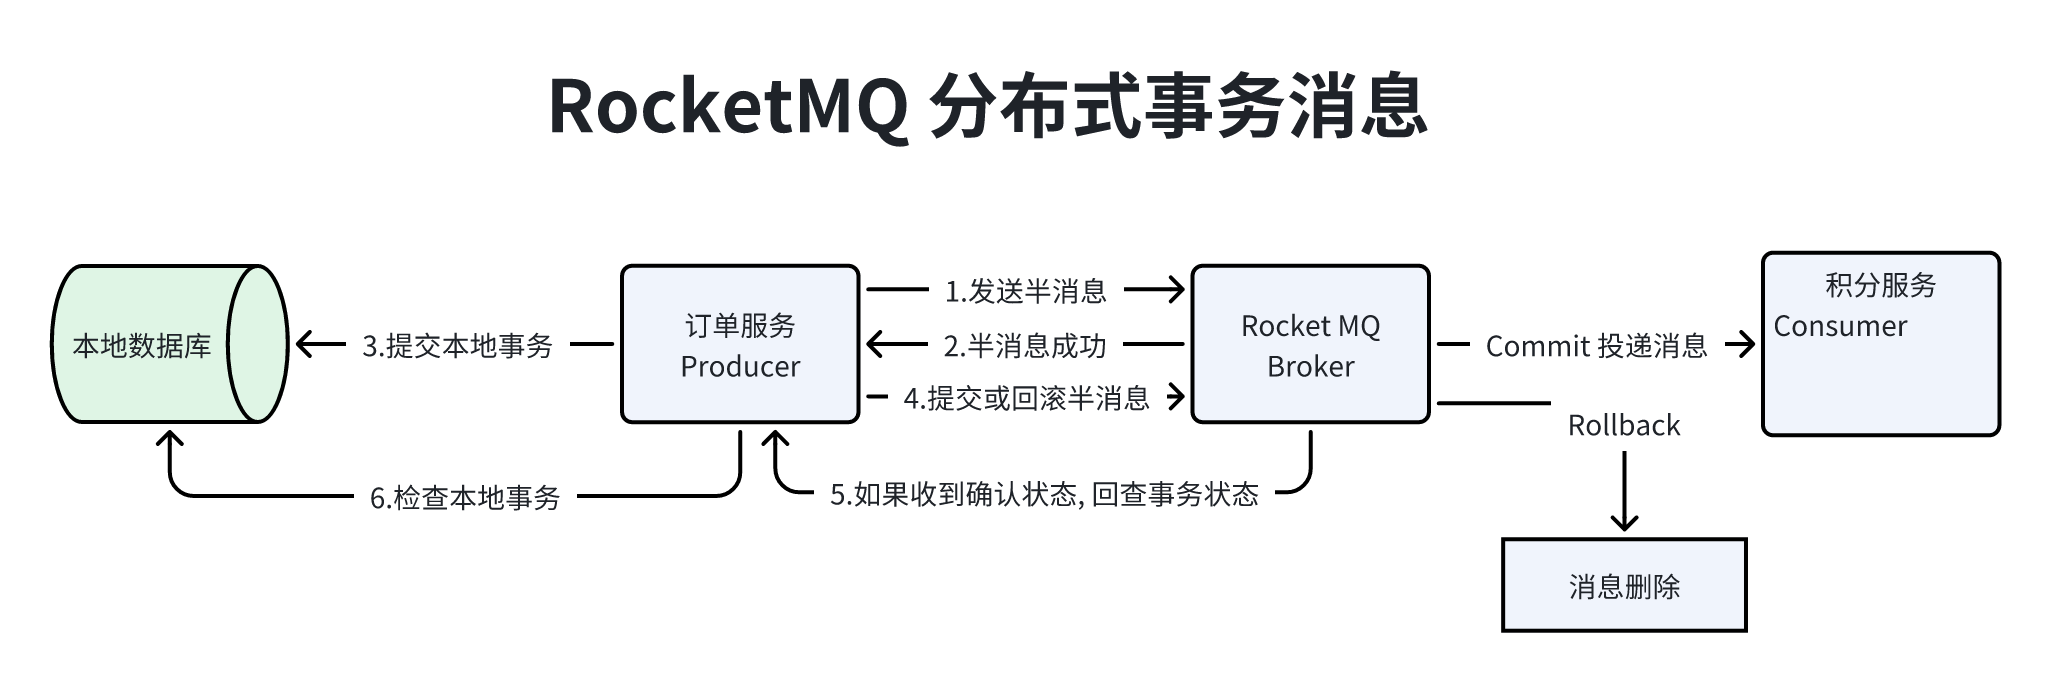 RocketMQ 分布式事务消息
本地数据库
3.提交本地事务
订单服务
Producer
1.发送半消息
2.半消息成功
4.提交或回滚半消息
Rocket MQ
Broker
Commit 投递消息
积分服务
Consumer
Rollback
6.检查本地事务
5.如果收到确认状态, 回查事务状态
消息删除